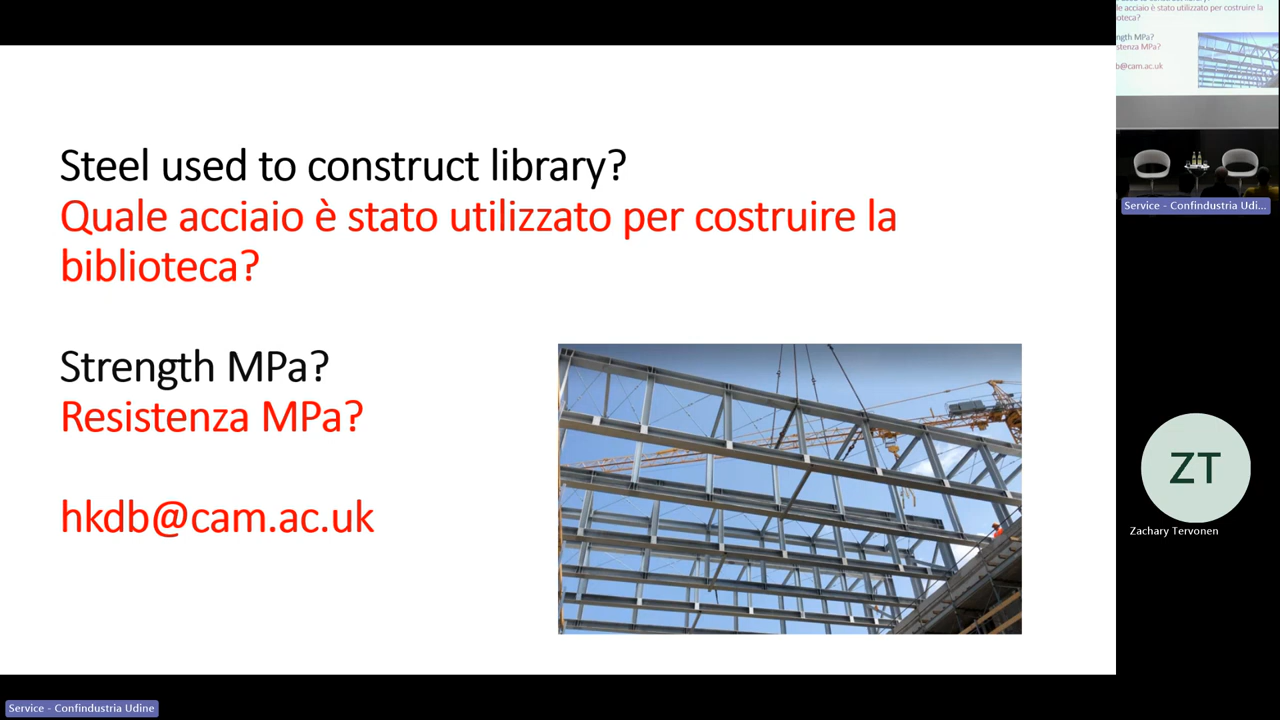 Steel used to construct library?
Quale acciaio è stato utilizzato per costruire la
biblioteca?
Strength MPa?
Resistenza MPa?
hkdb@cam.ac.uk
le acciaio è stato utilizzato per costruire la
oteca?
ngth MPa?
stenza MPa?
b@cam.ac.uk
Service - Confindustria Udi...
ZT
Zachary Tervonen
Service - Confindustria Udine